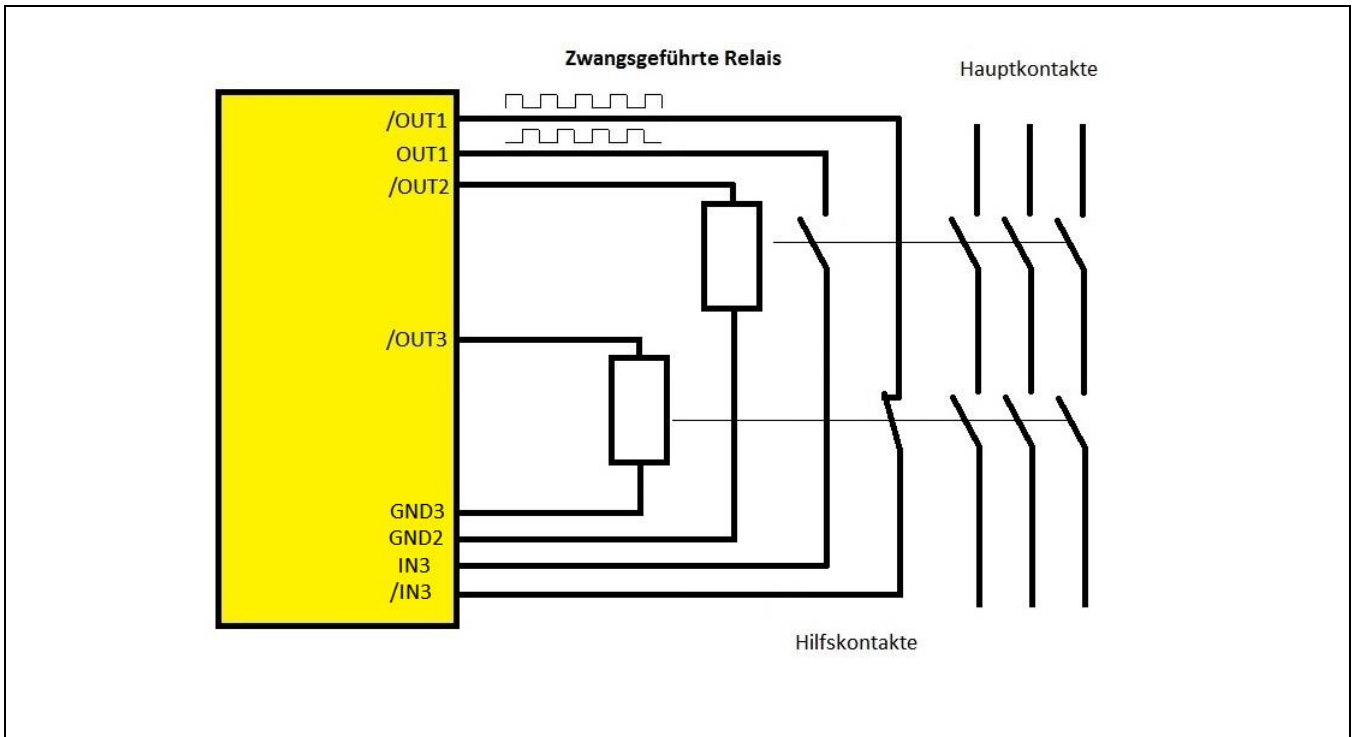 Zwangsgeführte Relais
Hauptkontakte
/OUT1
OUT1
/OUT2
/OUT3
GND3
GND2
IN3
/IN3
Hilfskontakte